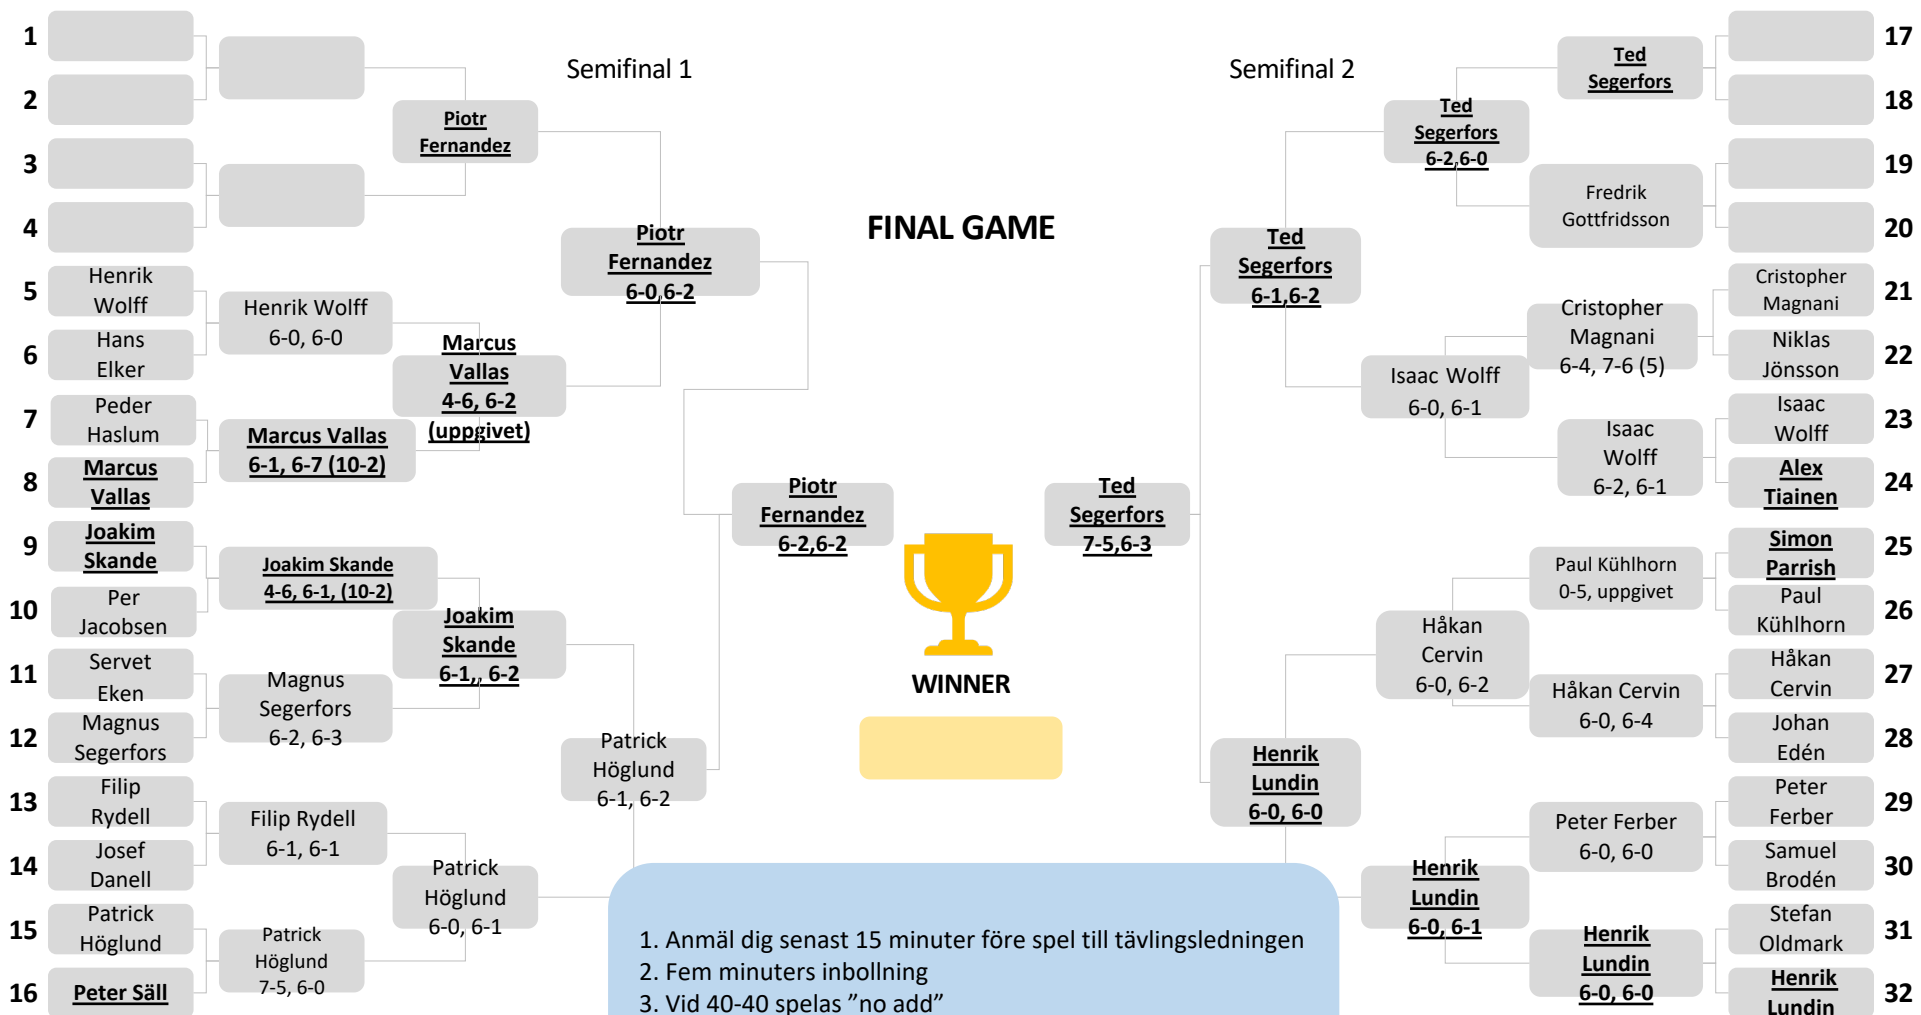 1
2
3
4
5
Henrik
Wolff
6
Hans
Elker
7
Peder
Haslum
8
Marcus
Vallas
9
Joakim
Skande
10
Per
Jacobsen
11
Servet
Eken
12
Magnus
Segerfors
13
Filip
Rydell
14
Josef
Danell
15
Patrick
Höglund
16
Peter Säll
Henrik Wolff
6-0, 6-0
Marcus Vallas
6-1, 6-7 (10-2)
Joakim Skande
4-6, 6-1, (10-2)
Magnus
Segerfors
6-2, 6-3
Filip Rydell
6-1, 6-1
Patrick
Höglund
7-5, 6-0
Piotr
Fernandez
Marcus
Vallas
4-6, 6-2
(uppgivet)
Joakim
Skande
6-1,, 6-2
Patrick
Höglund
6-0, 6-1
Semifinal 1
Piotr
Fernandez
6-0,6-2
Patrick
Höglund
6-1, 6-2
Piotr
Fernandez
6-2,6-2
FINAL GAME
WINNER
Ted
Segerfors
7-5,6-3
Semifinal 2
Ted
Segerfors
6-1,6-2
Henrik
Lundin
6-0, 6-0
Ted
Segerfors
6-2,6-0
Isaac Wolff
6-0, 6-1
Håkan
Cervin
6-0, 6-2
Henrik
Lundin
6-0, 6-1
Ted
Segerfors
Fredrik
Gottfridsson
Cristopher
Magnani
6-4, 7-6 (5)
Isaac
Wolff
6-2, 6-1
Paul Kühlhorn
0-5, uppgivet
Håkan Cervin
6-0, 6-4
Peter Ferber
6-0, 6-0
Henrik
Lundin
6-0, 6-0
17
18
19
20
Cristopher
Magnani
21
Niklas
Jönsson
22
Isaac
Wolff
23
Alex
Tiainen
24
Simon
Parrish
25
Paul
Kühlhorn
26
Håkan
Cervin
27
Johan
Edén
28
Peter
Ferber
29
Samuel
Brodén
30
Stefan
Oldmark
31
Henrik
Lundin
32
1. Anmäl dig senast 15 minuter före spel till tävlingsledningen
2. Fem minuters inbollning
3. Vid 40-40 spelas ”no add”